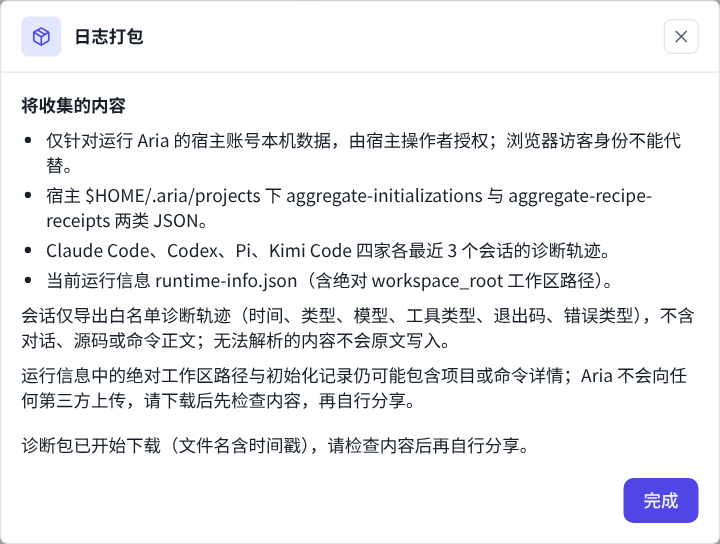 日志打包
将收集的内容
仅针对运行 Aria 的宿主账号本机数据，由宿主操作者授权；浏览器访客身份不能代
替。
宿主 $HOME/.aria/projects 下 aggregate-initializations 与 aggregate-recipe-
receipts 两类 JSON。
Claude Code、Codex、Pi、Kimi Code 四家各最近 3 个会话的诊断轨迹。
当前运行信息 runtime-info.json（含绝对 workspace_root 工作区路径）。
会话仅导出白名单诊断轨迹（时间、类型、模型、工具类型、退出码、错误类型），不含
对话、源码或命令正文；无法解析的内容不会原文写入。
运行信息中的绝对工作区路径与初始化记录仍可能包含项目或命令详情；Aria 不会向任
何第三方上传，请下载后先检查内容，再自行分享。
诊断包已开始下载（文件名含时间戳），请检查内容后再自行分享。
完成